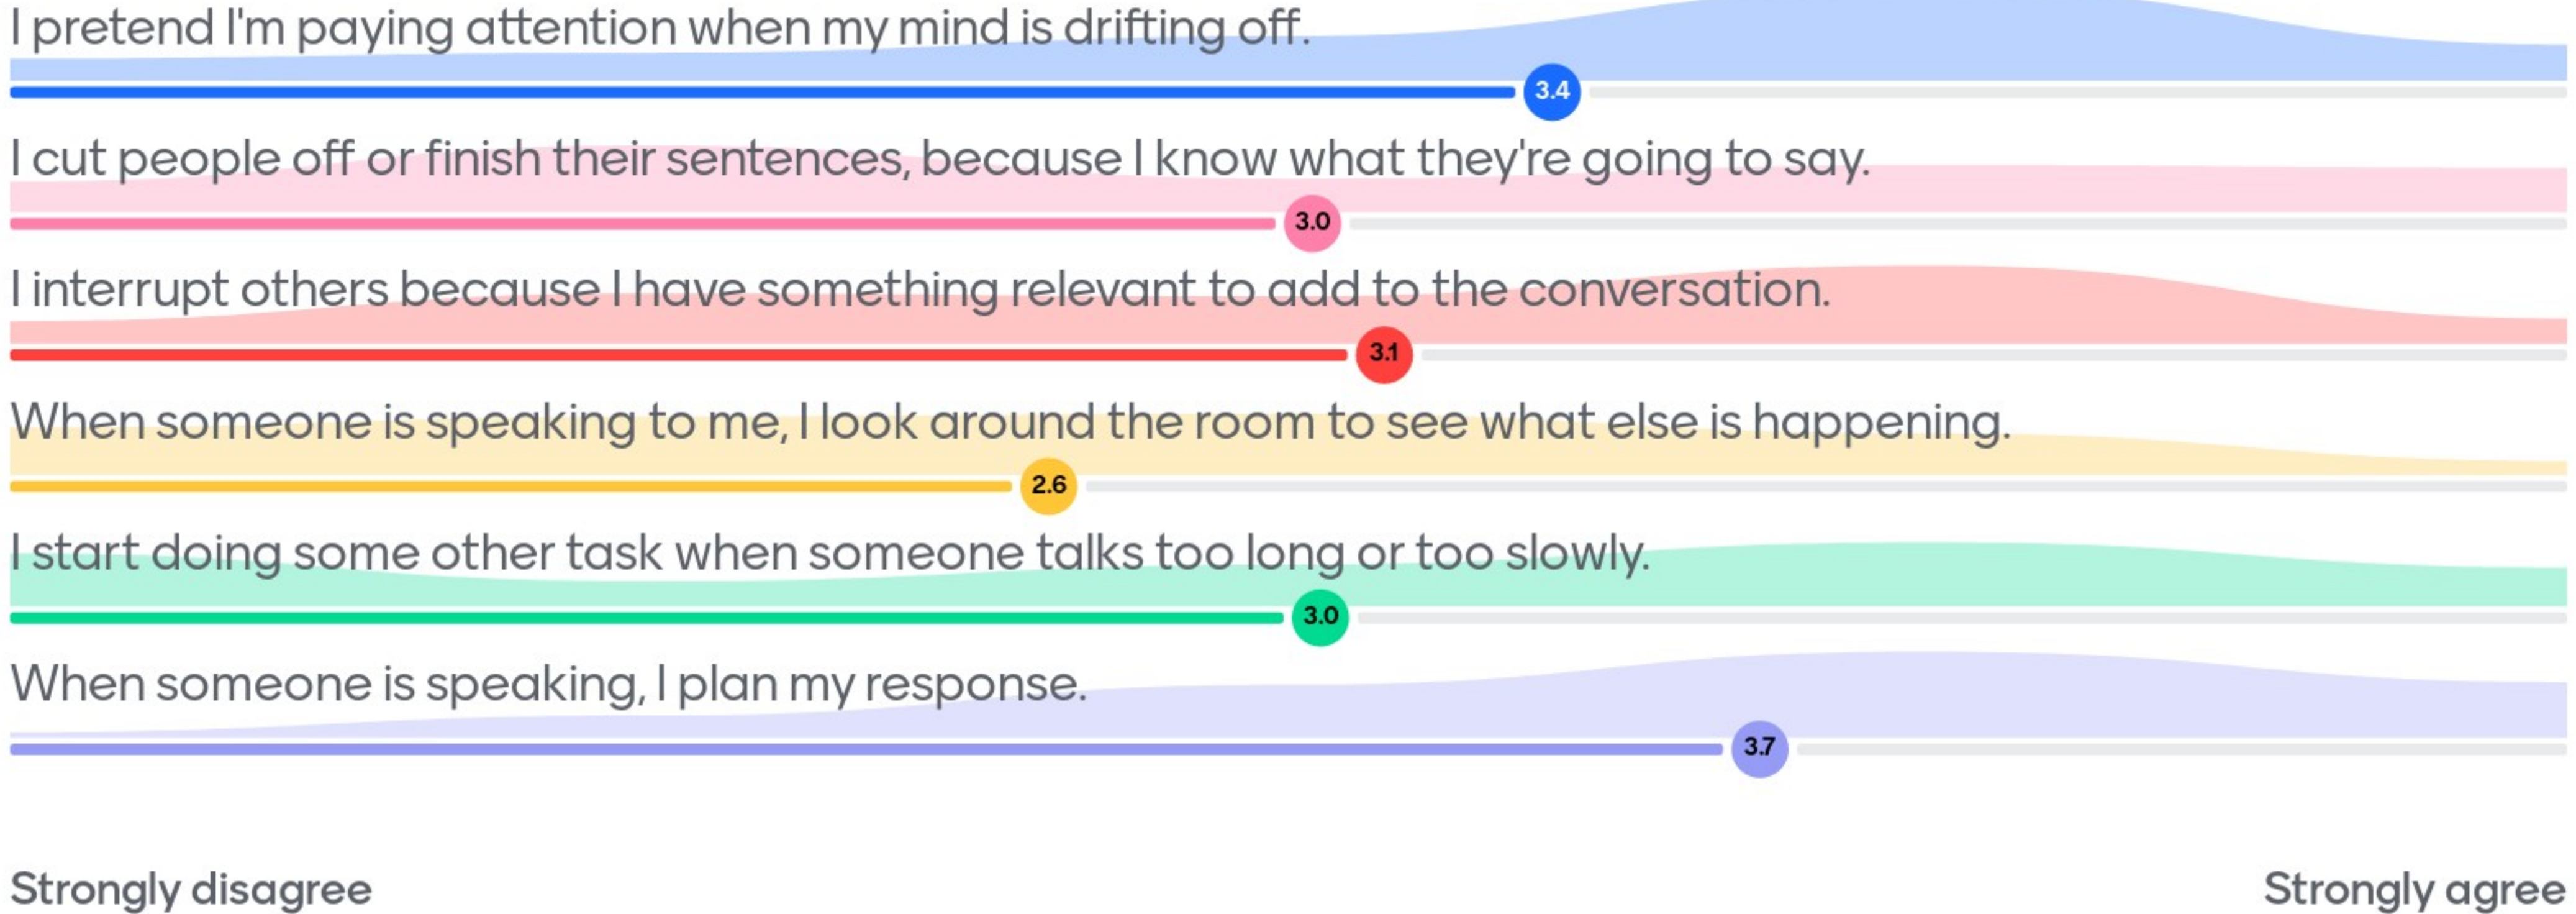 I pretend I'm paying attention when my mind is drifting off.
3.4
I cut people off or finish their sentences, because I know what they're going to say.
3.0
I interrupt others because I have something relevant to add to the conversation.
3.1
When someone is speaking to me, I look around the room to see what else is happening.
2.6
I start doing some other task when someone talks too long or too slowly.
3.0
When someone is speaking, I plan my response.
3.7
Strongly disagree
Strongly agree